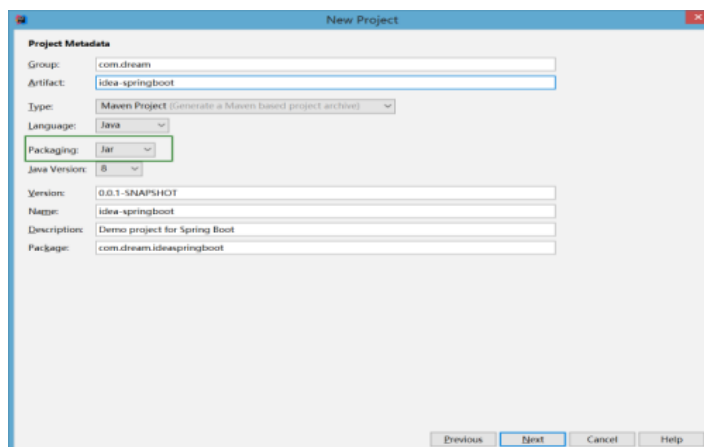 New Project
Project Metadata
Group: com.dream
Artifact: idea-springboot
Type: Maven Project (Generate a Maven based project archive)
Language: Java
Packaging: Jar
Java Version: 8
Version: 0.0.1-SNAPSHOT
Name: idea-springboot
Description: Demo project for Spring Boot
Package: com.dream.ideaspringboot
Previous Next Cancel Help